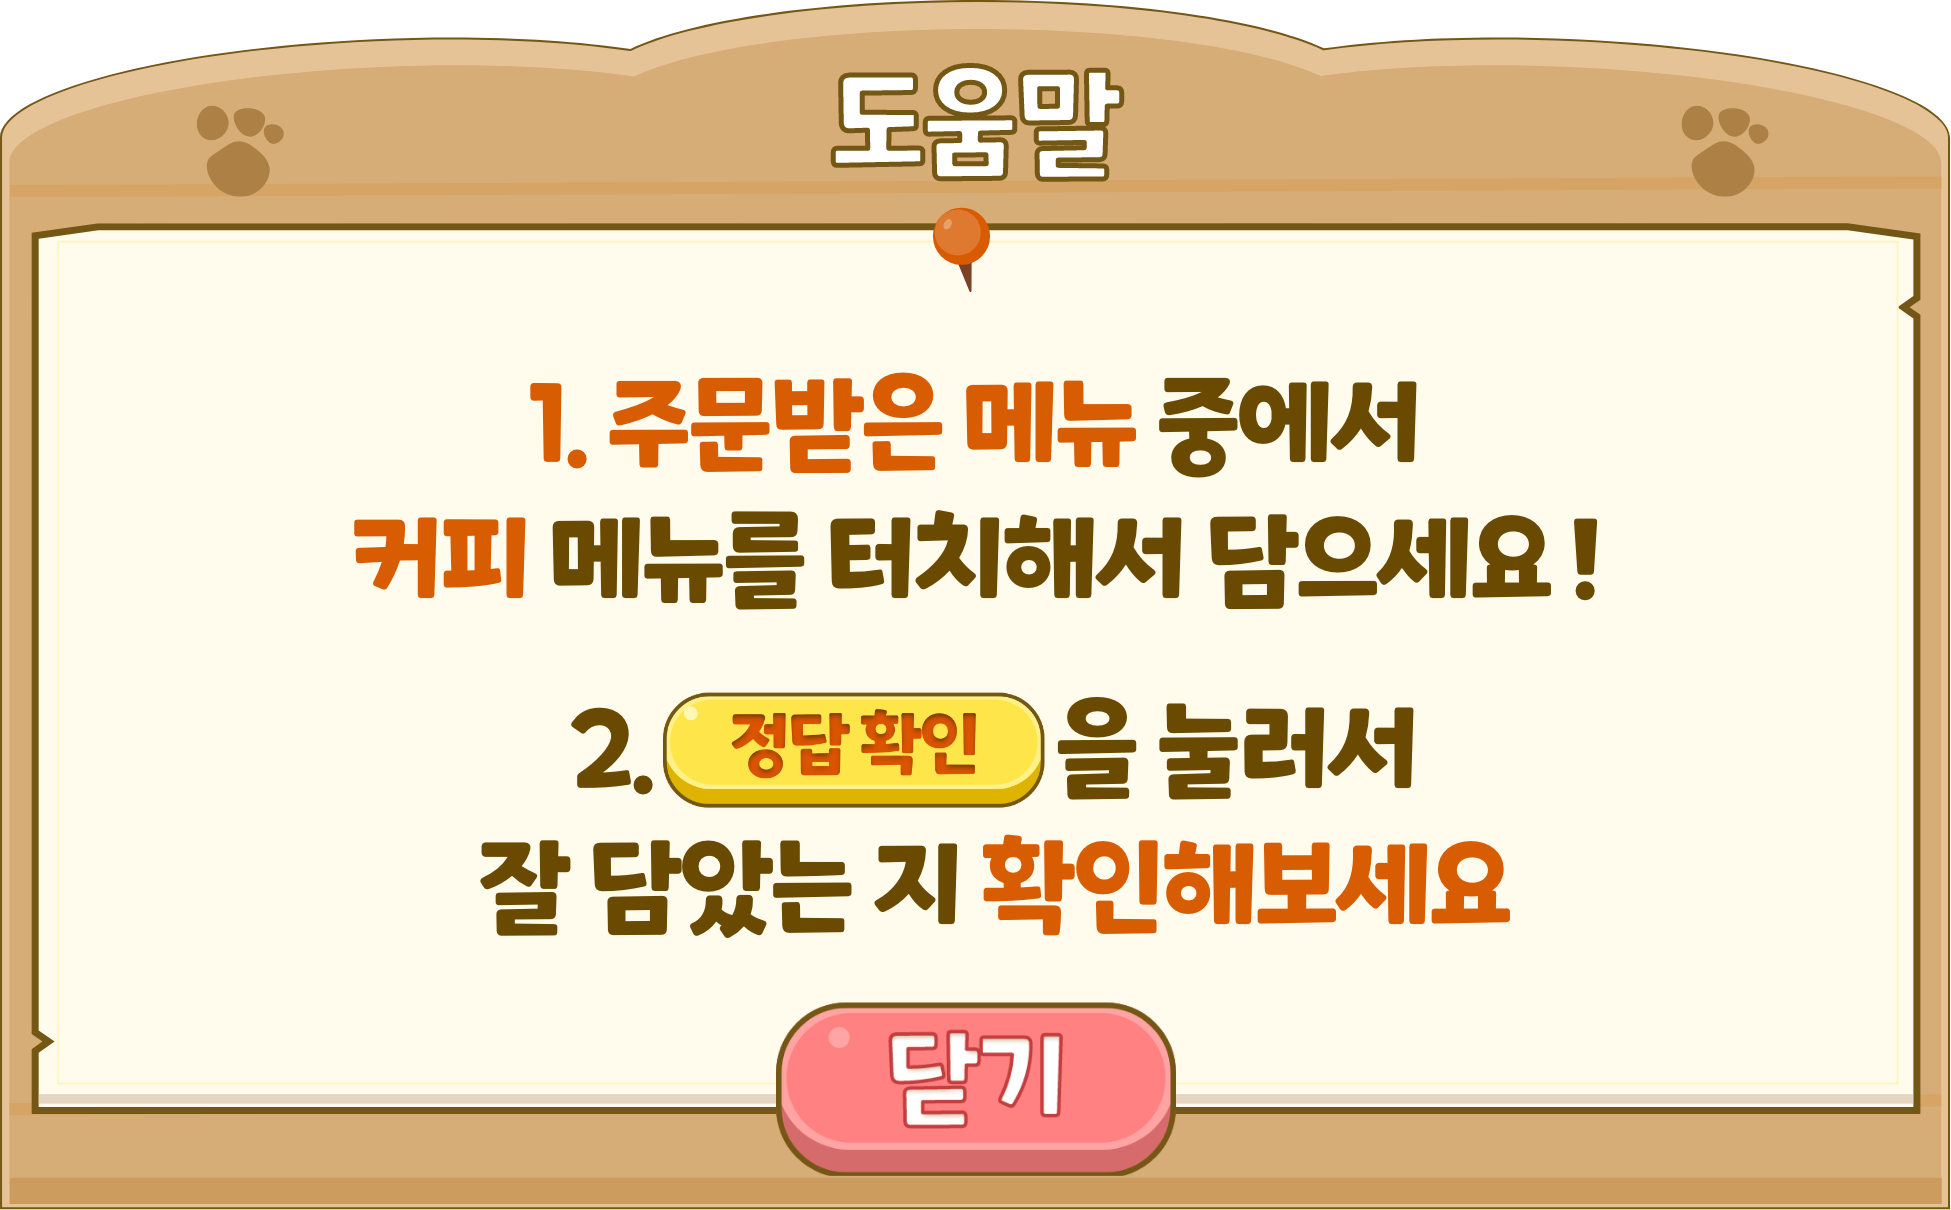 도움말
1. 주문받은 메뉴 중에서
커피 메뉴를 터치해서 담으세요!
2. 정답 확인 을 눌러서
잘 담았는 지 확인해보세요
닫기